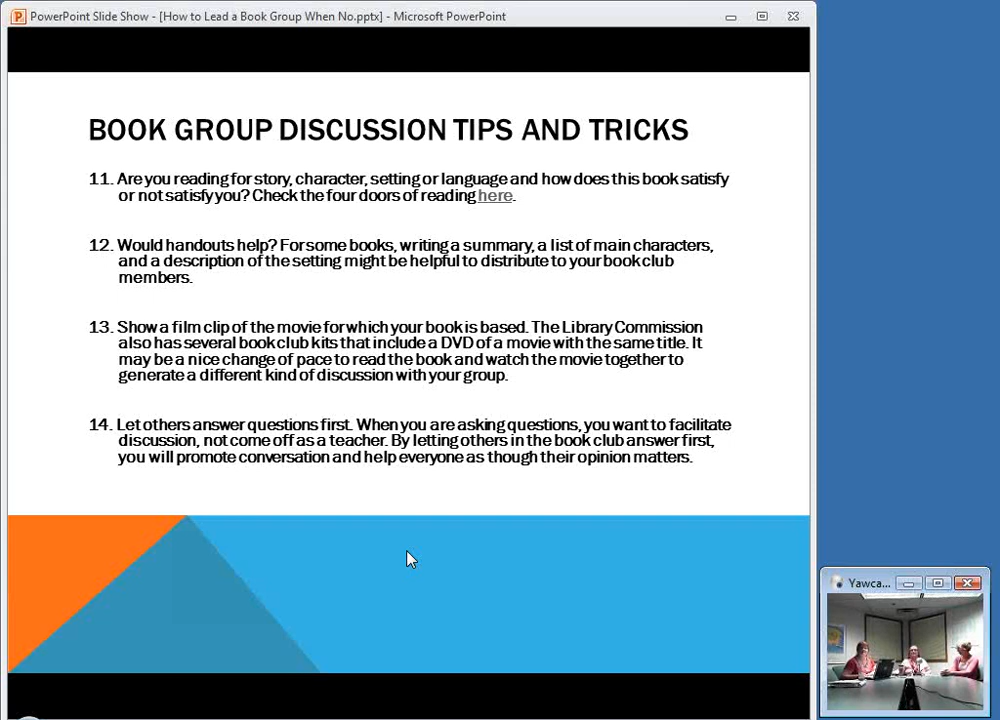 PowerPoint Slide Show - [How to Lead a Book Group When No.pptx] - Microsoft PowerPoint
BOOK GROUP DISCUSSION TIPS AND TRICKS
11. Are you reading for story, character, setting or language and how does this book satisfy
or not satisfy you? Check the four doors of reading here.
12. Would handouts help? For some books, writing a summary, a list of main characters,
and a description of the setting might be helpful to distribute to your book club
members.
13. Show a film clip of the movie for which your book is based. The Library Commission
also has several book club kits that include a DVD of a movie with the same title. It
may be a nice change of pace to read the book and watch the movie together to
generate a different kind of discussion with your group.
14. Let others answer questions first. When you are asking questions, you want to facilitate
discussion, not come off as a teacher. By letting others in the book club answer first,
you will promote conversation and help everyone as though their opinion matters.
Yawca...